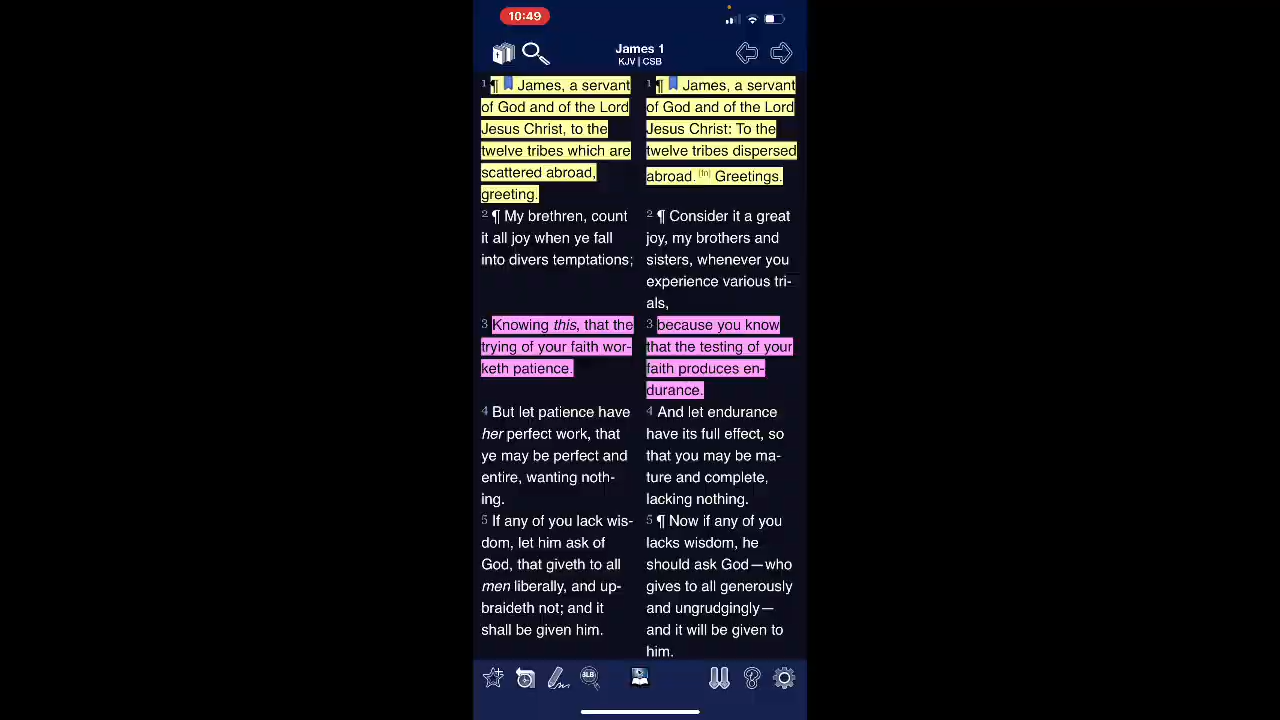 10:49
James 1
KJV | CSB
1 ¶ James, a servant
of God and of the Lord
Jesus Christ, to the
twelve tribes which are
scattered abroad,
greeting.
2 ¶ My brethren, count
it all joy when ye fall
into divers temptations;
3 Knowing this, that the
trying of your faith wor-
keth patience.
4 But let patience have
her perfect work, that
ye may be perfect and
entire, wanting noth-
ing.
5 If any of you lack wis-
dom, let him ask of
God, that giveth to all
men liberally, and up-
braideth not; and it
shall be given him.
1 ¶ James, a servant
of God and of the Lord
Jesus Christ: To the
twelve tribes dispersed
abroad. [fn] Greetings.
2 ¶ Consider it a great
joy, my brothers and
sisters, whenever you
experience various tri-
als,
3 because you know
that the testing of your
faith produces en-
durance.
4 And let endurance
have its full effect, so
that you may be ma-
ture and complete,
lacking nothing.
5 ¶ Now if any of you
lacks wisdom, he
should ask God—who
gives to all generously
and ungrudgingly—
and it will be given to
him.
BLB